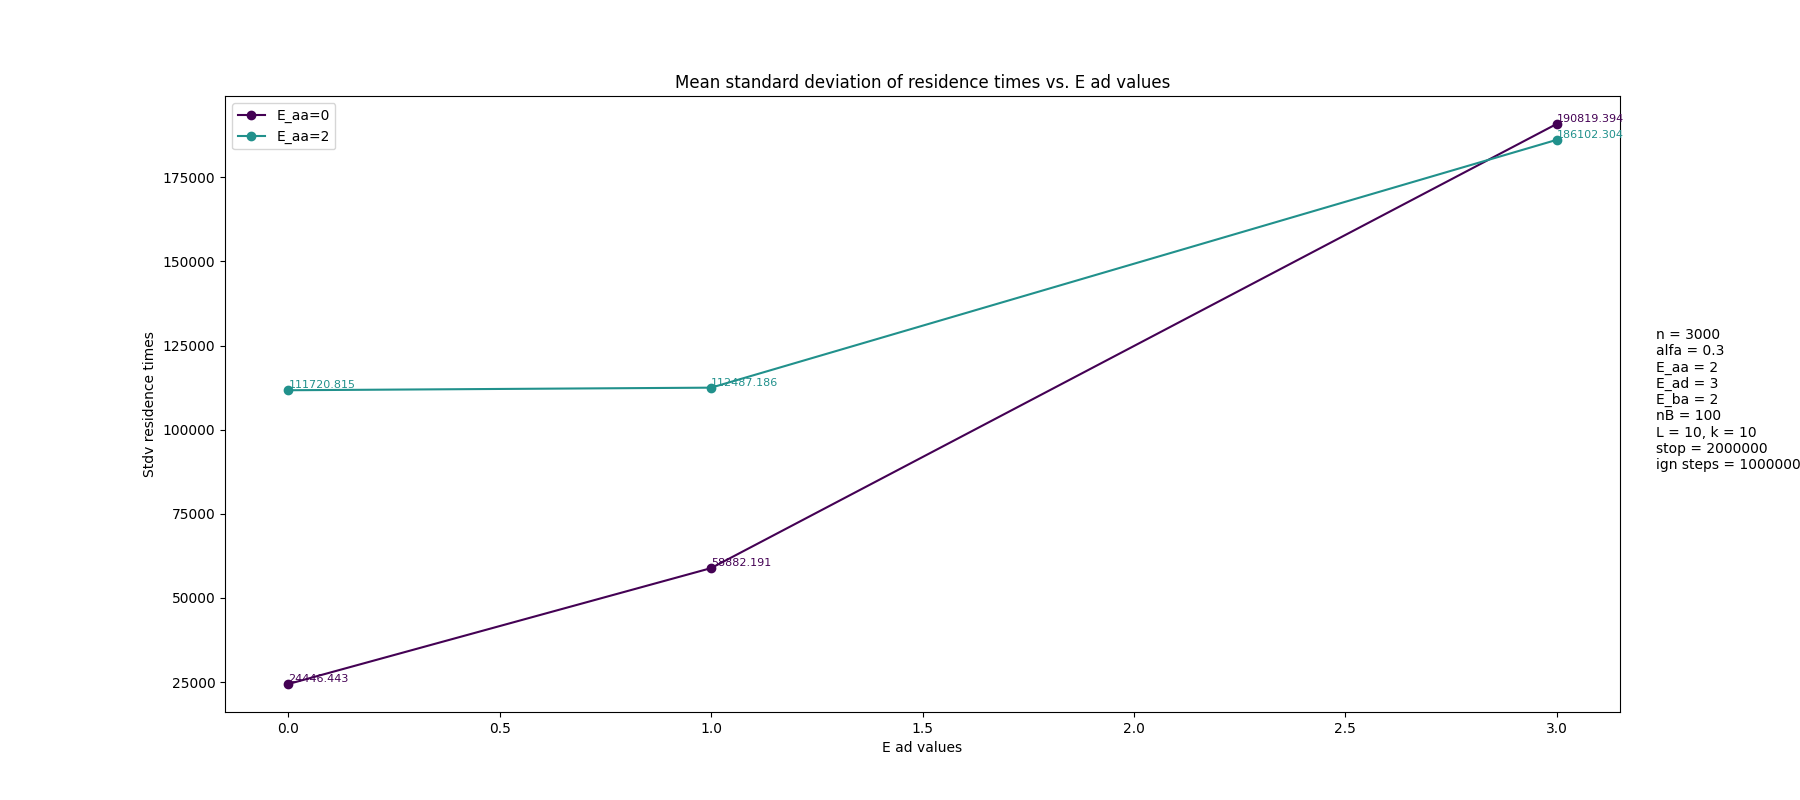 Mean standard deviation of residence times vs. E ad values
E_aa=0
E_aa=2
190819.394
186102.304
111720.815
112487.186
58882.191
24446.443
175000
150000
125000
100000
75000
50000
25000
Stdv residence times
0.0 0.5 1.0 1.5 2.0 2.5 3.0
E ad values
n = 3000
alfa = 0.3
E_aa = 2
E_ad = 3
E_ba = 2
nB = 100
L = 10, k = 10
stop = 2000000
ign steps = 1000000